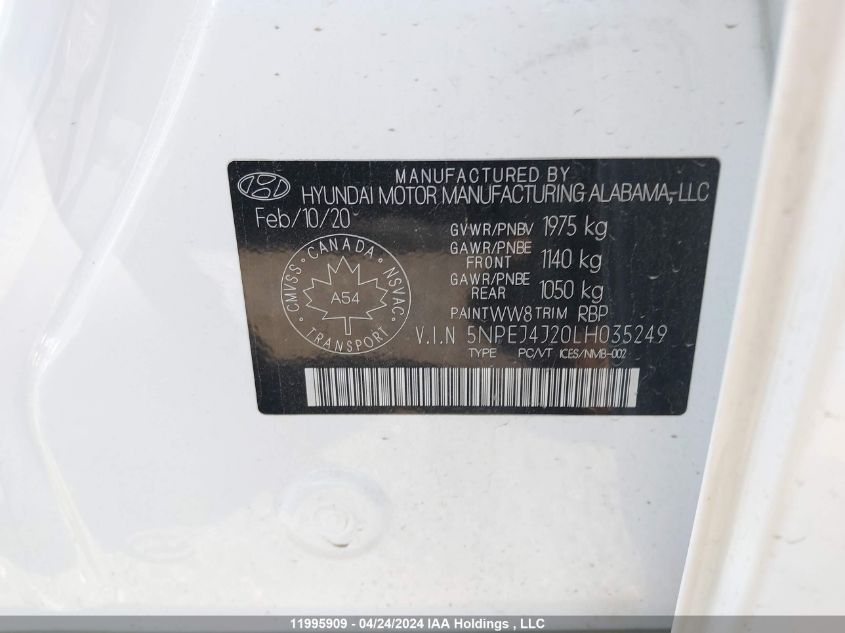 MANUFACTURED BY
HYUNDAI MOTOR MANUFACTURING ALABAMA, LLC
Feb/10/20
GVWR/PNBV 1975 kg
GAWR/PNBE
FRONT 1140 kg
GAWR/PNBE
REAR 1050 kg
PAINT WW8 TRIM RBP
CMVSS • CANADA • NSVAC
A54
TRANSPORT
V.I.N 5NPEJ4J20LH035249
TYPE PC/VT ICES/NMB-002
11995909 - 04/24/2024 IAA Holdings , LLC